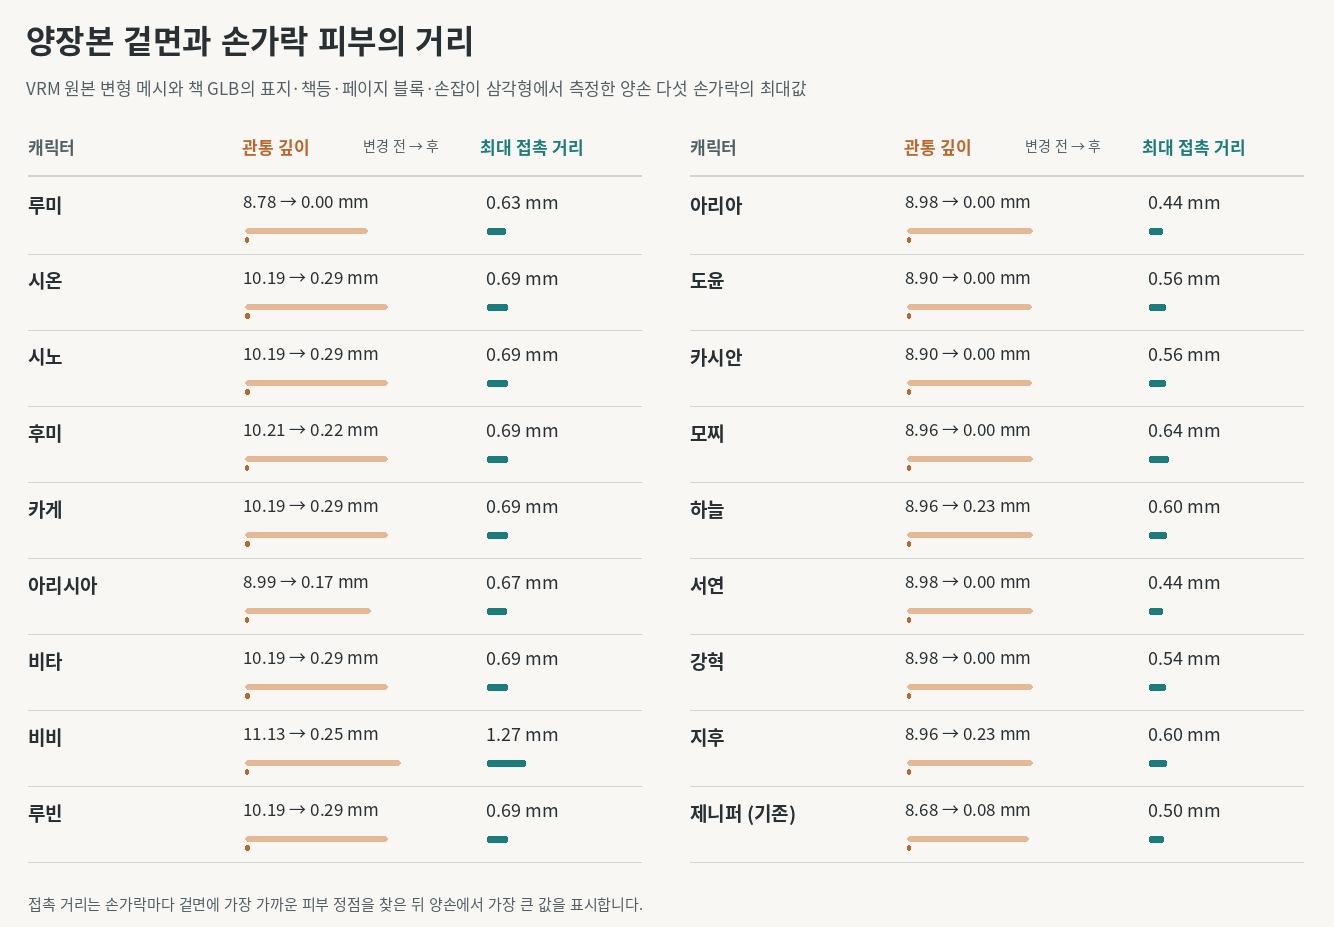 양장본 겉면과 손가락 피부의 거리
VRM 원본 변형 메시와 책 GLB의 표지·책등·페이지 블록·손잡이 삼각형에서 측정한 양손 다섯 손가락의 최대값
캐릭터 관통 깊이 변경 전 → 후 최대 접촉 거리
루미 8.78 → 0.00 mm 0.63 mm
시온 10.19 → 0.29 mm 0.69 mm
시노 10.19 → 0.29 mm 0.69 mm
후미 10.21 → 0.22 mm 0.69 mm
카게 10.19 → 0.29 mm 0.69 mm
아리시아 8.99 → 0.17 mm 0.67 mm
비타 10.19 → 0.29 mm 0.69 mm
비비 11.13 → 0.25 mm 1.27 mm
루빈 10.19 → 0.29 mm 0.69 mm
캐릭터 관통 깊이 변경 전 → 후 최대 접촉 거리
아리아 8.98 → 0.00 mm 0.44 mm
도윤 8.90 → 0.00 mm 0.56 mm
카시안 8.90 → 0.00 mm 0.56 mm
모찌 8.96 → 0.00 mm 0.64 mm
하늘 8.96 → 0.23 mm 0.60 mm
서연 8.98 → 0.00 mm 0.44 mm
강혁 8.98 → 0.00 mm 0.54 mm
지후 8.96 → 0.23 mm 0.60 mm
제니퍼 (기존) 8.68 → 0.08 mm 0.50 mm
접촉 거리는 손가락마다 겉면에 가장 가까운 피부 정점을 찾은 뒤 양손에서 가장 큰 값을 표시합니다.